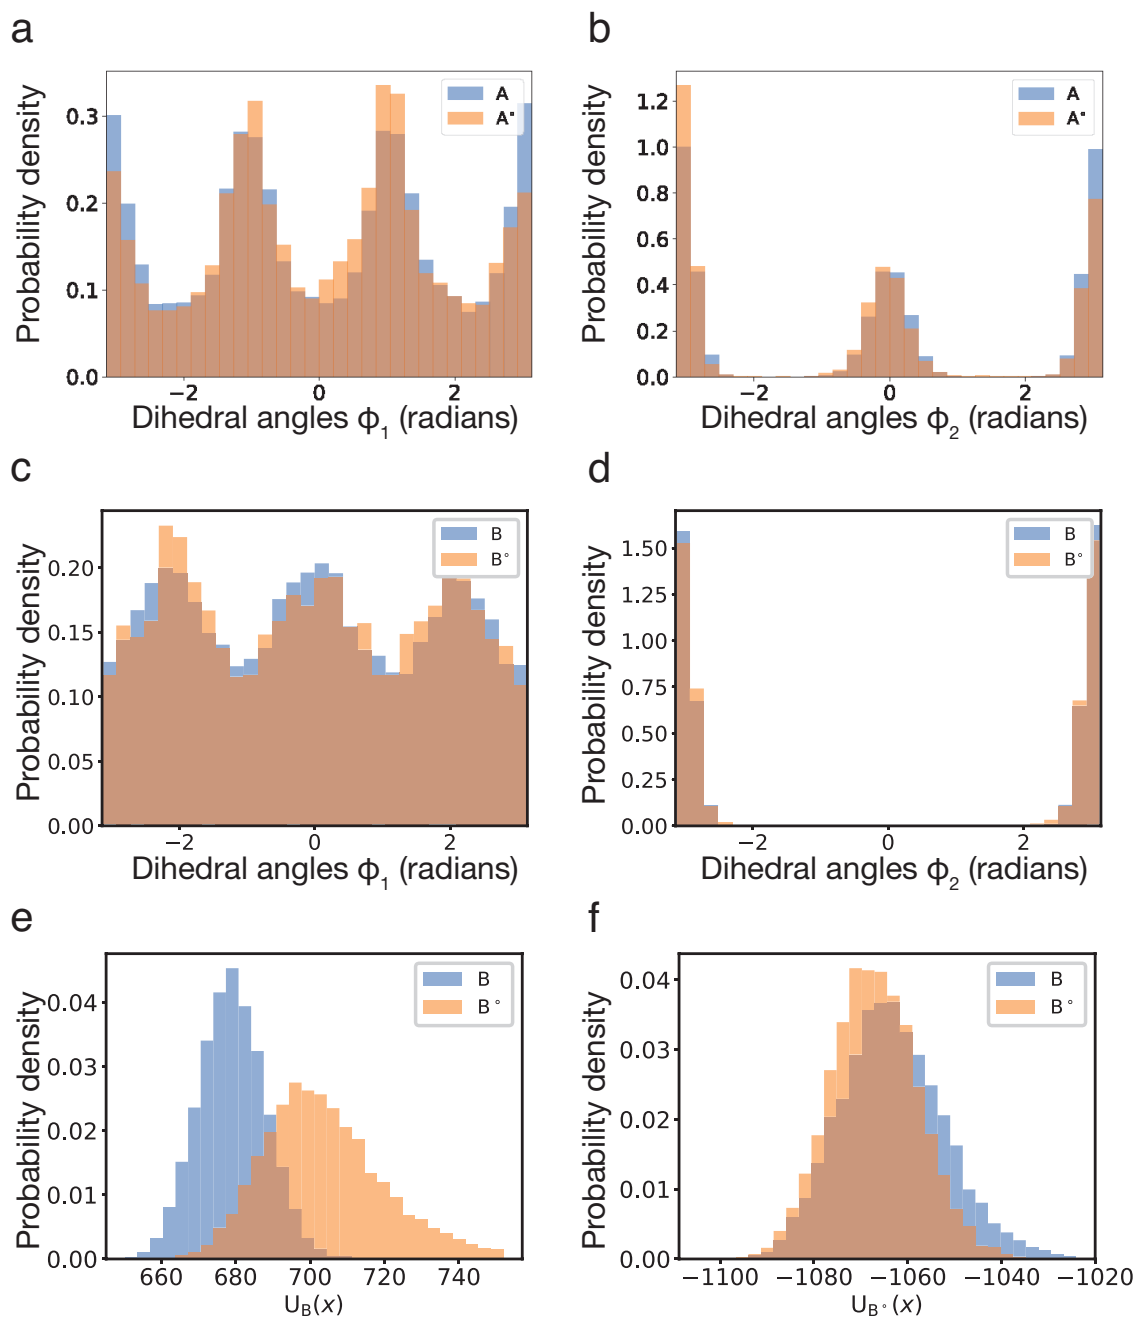 a
b
Probability density
0.3
0.2
0.1
0.0
A
A*
−2
0
2
Dihedral angles ϕ1 (radians)
Probability density
1.2
1.0
0.8
0.6
0.4
0.2
0.0
A
A*
−2
0
2
Dihedral angles ϕ2 (radians)
c
d
Probability density
0.20
0.15
0.10
0.05
0.00
B
B°
−2
0
2
Dihedral angles ϕ1 (radians)
Probability density
1.50
1.25
1.00
0.75
0.50
0.25
0.00
B
B°
−2
0
2
Dihedral angles ϕ2 (radians)
e
f
Probability density
0.04
0.03
0.02
0.01
0.00
B
B°
660
680
700
720
740
UB(x)
Probability density
0.04
0.03
0.02
0.01
0.00
B
B°
−1100
−1080
−1060
−1040
−1020
UB°(x)